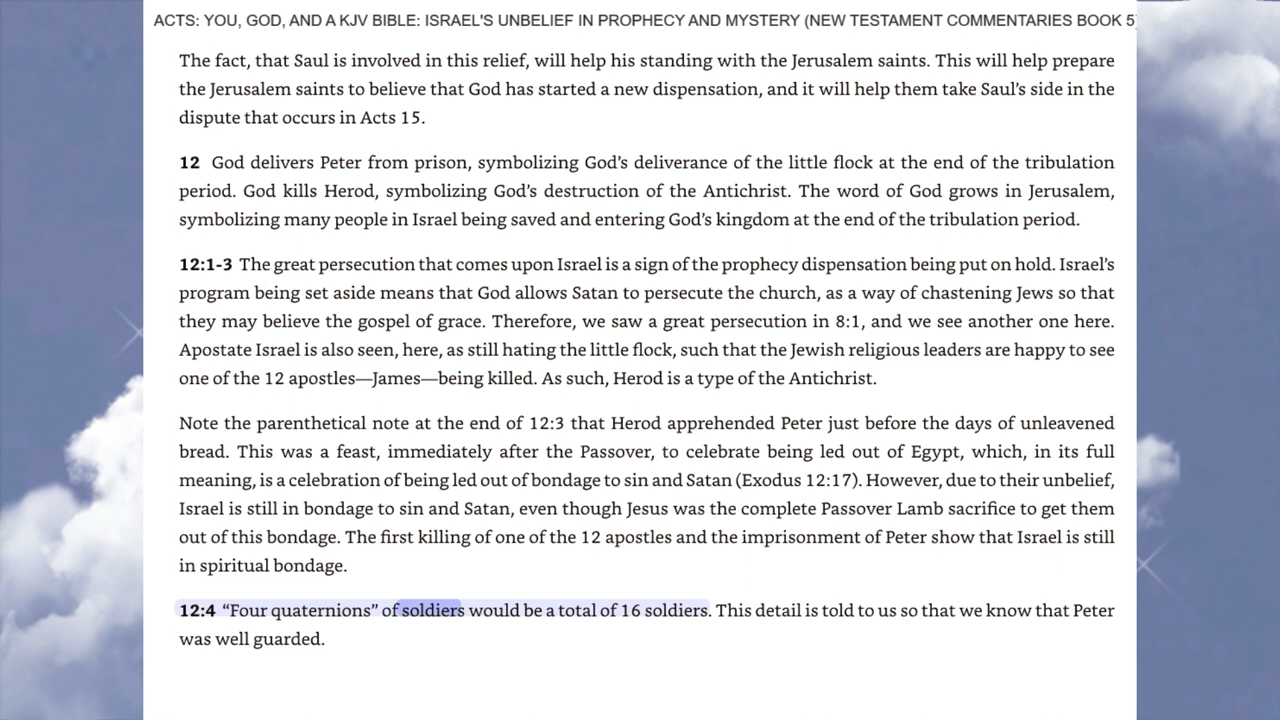 ACTS: YOU, GOD, AND A KJV BIBLE: ISRAEL'S UNBELIEF IN PROPHECY AND MYSTERY (NEW TESTAMENT COMMENTARIES BOOK 5)
The fact, that Saul is involved in this relief, will help his standing with the Jerusalem saints. This will help prepare
the Jerusalem saints to believe that God has started a new dispensation, and it will help them take Saul’s side in the
dispute that occurs in Acts 15.
12 God delivers Peter from prison, symbolizing God’s deliverance of the little flock at the end of the tribulation
period. God kills Herod, symbolizing God’s destruction of the Antichrist. The word of God grows in Jerusalem,
symbolizing many people in Israel being saved and entering God’s kingdom at the end of the tribulation period.
12:1-3 The great persecution that comes upon Israel is a sign of the prophecy dispensation being put on hold. Israel’s
program being set aside means that God allows Satan to persecute the church, as a way of chastening Jews so that
they may believe the gospel of grace. Therefore, we saw a great persecution in 8:1, and we see another one here.
Apostate Israel is also seen, here, as still hating the little flock, such that the Jewish religious leaders are happy to see
one of the 12 apostles—James—being killed. As such, Herod is a type of the Antichrist.
Note the parenthetical note at the end of 12:3 that Herod apprehended Peter just before the days of unleavened
bread. This was a feast, immediately after the Passover, to celebrate being led out of Egypt, which, in its full
meaning, is a celebration of being led out of bondage to sin and Satan (Exodus 12:17). However, due to their unbelief,
Israel is still in bondage to sin and Satan, even though Jesus was the complete Passover Lamb sacrifice to get them
out of this bondage. The first killing of one of the 12 apostles and the imprisonment of Peter show that Israel is still
in spiritual bondage.
12:4 “Four quaternions” of soldiers would be a total of 16 soldiers. This detail is told to us so that we know that Peter
was well guarded.